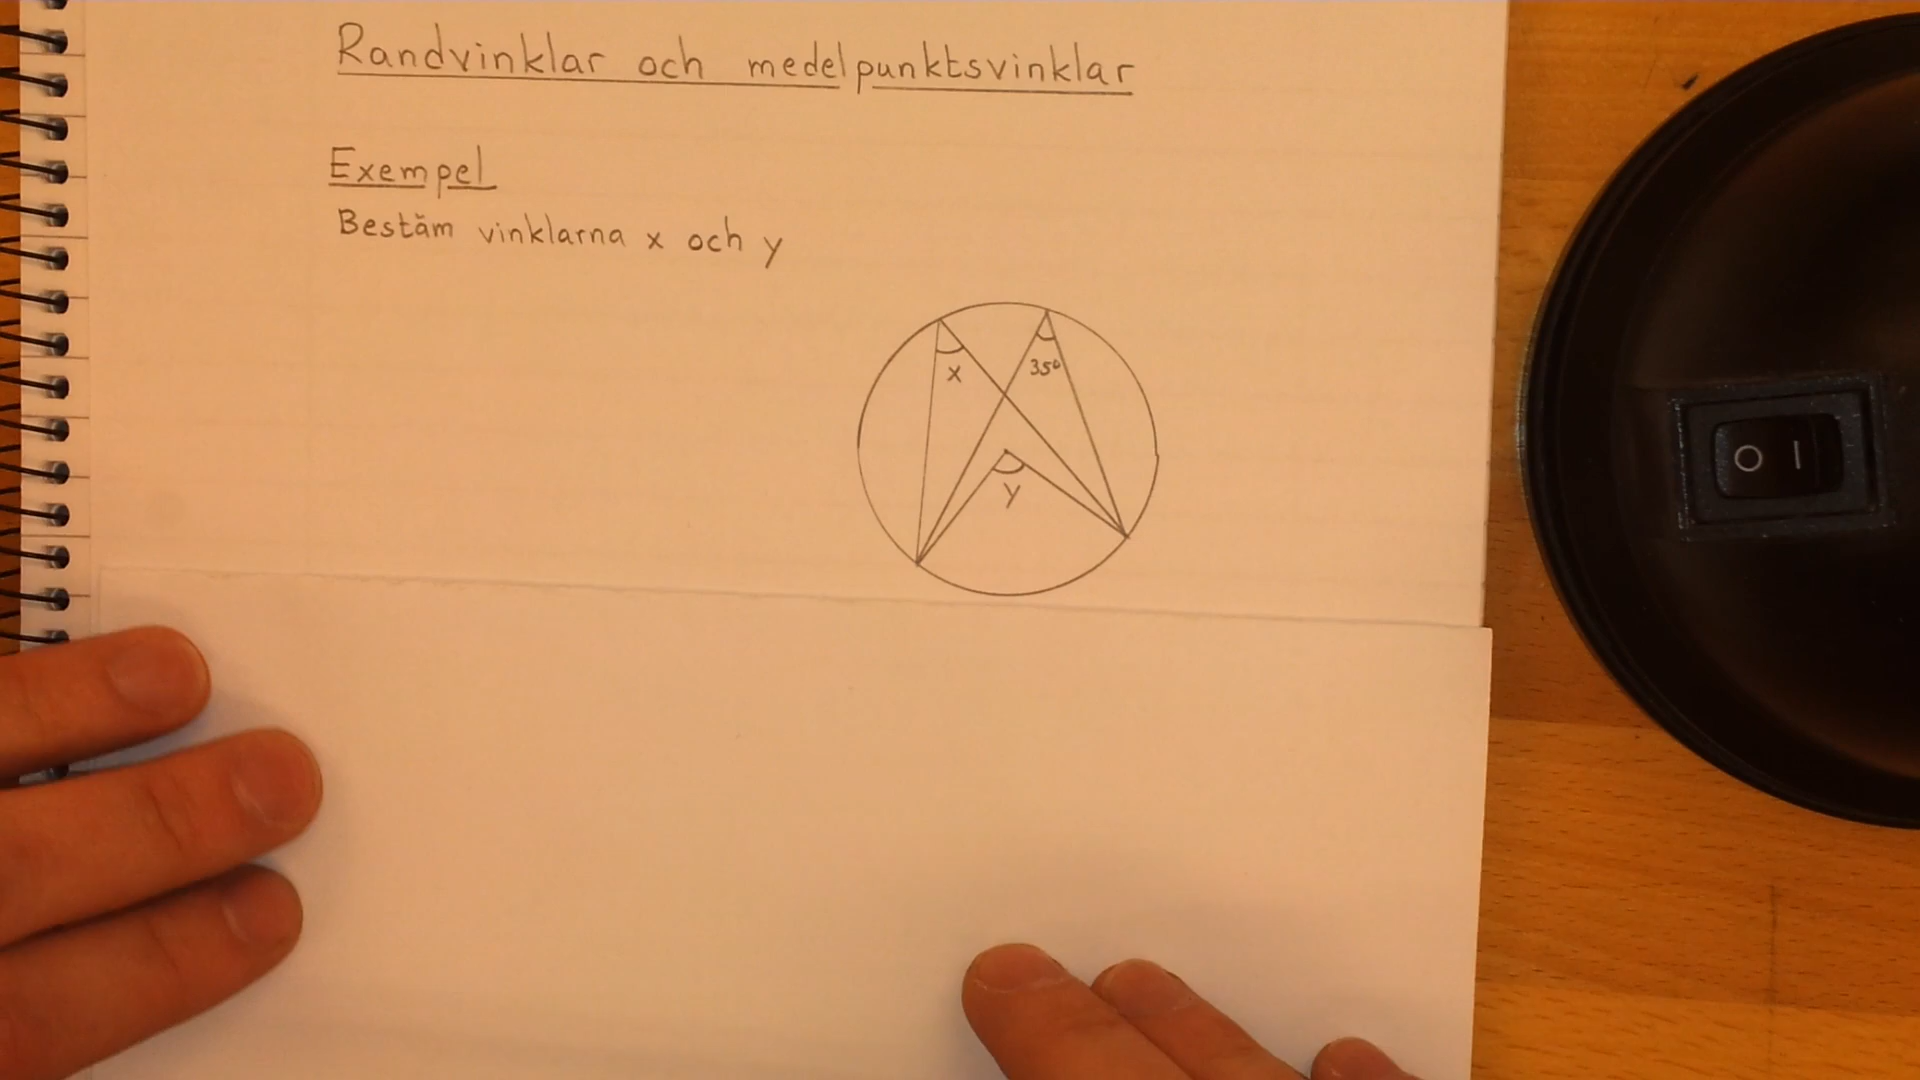 Randvinklar och medelpunktsvinklar
Exempel
Bestäm vinklarna x och y
x
35°
y
O I